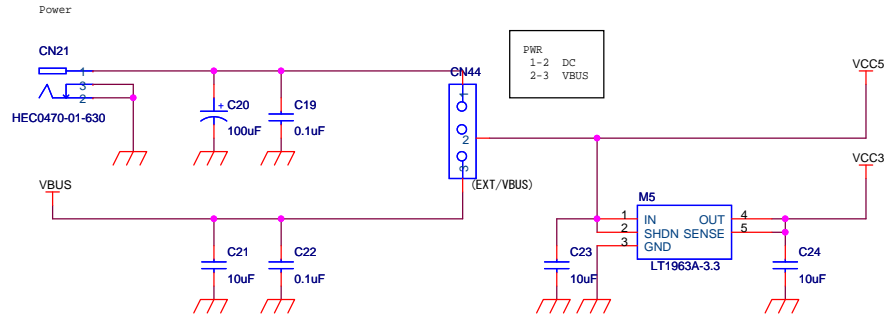 Power
CN21
1
3
2
HEC0470-01-630
+
C20
100uF
C19
0.1uF
PWR
1-2 DC
2-3 VBUS
CN44
1
2
3
(EXT/VBUS)
VCC5
VCC3
VBUS
C21
10uF
C22
0.1uF
C23
10uF
M5
1 IN OUT 4
2 SHDN SENSE 5
3 GND
LT1963A-3.3
C24
10uF